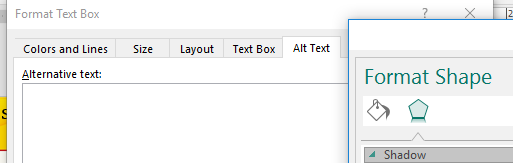 Format Text Box
?
Colors and Lines Size Layout Text Box Alt Text
Alternative text:
Format Shape
Shadow